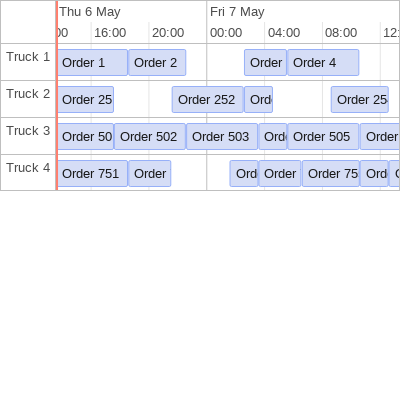 Thu 6 May Fri 7 May
00 16:00 20:00 00:00 04:00 08:00 12:
Truck 1 Order 1 Order 2 Order Order 4
Truck 2 Order 25 Order 252 Ord Order 25
Truck 3 Order 50 Order 502 Order 503 Ord Order 505 Order
Truck 4 Order 751 Order Ord Order Order 75 Ord